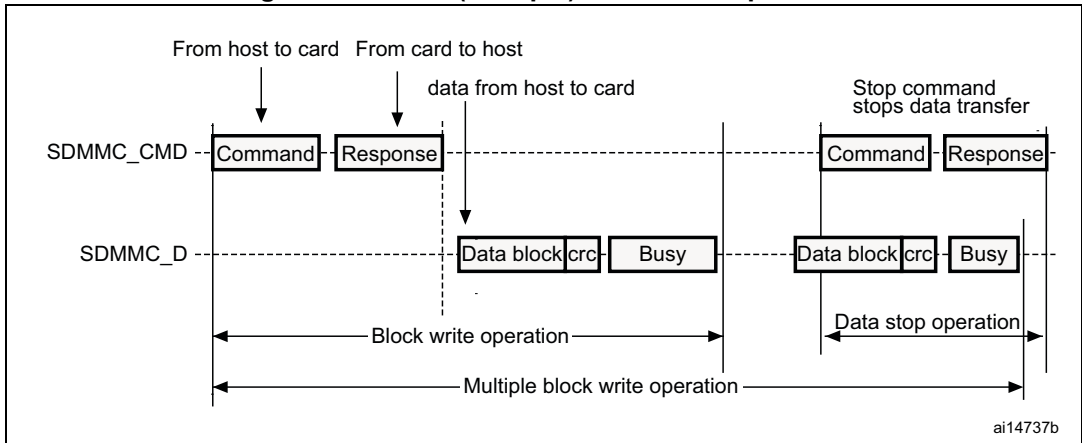 From host to card From card to host
data from host to card
Stop command
stops data transfer
SDMMC_CMD Command Response Command Response
SDMMC_D Data block crc Busy Data block crc Busy
Block write operation Data stop operation
Multiple block write operation
ai14737b